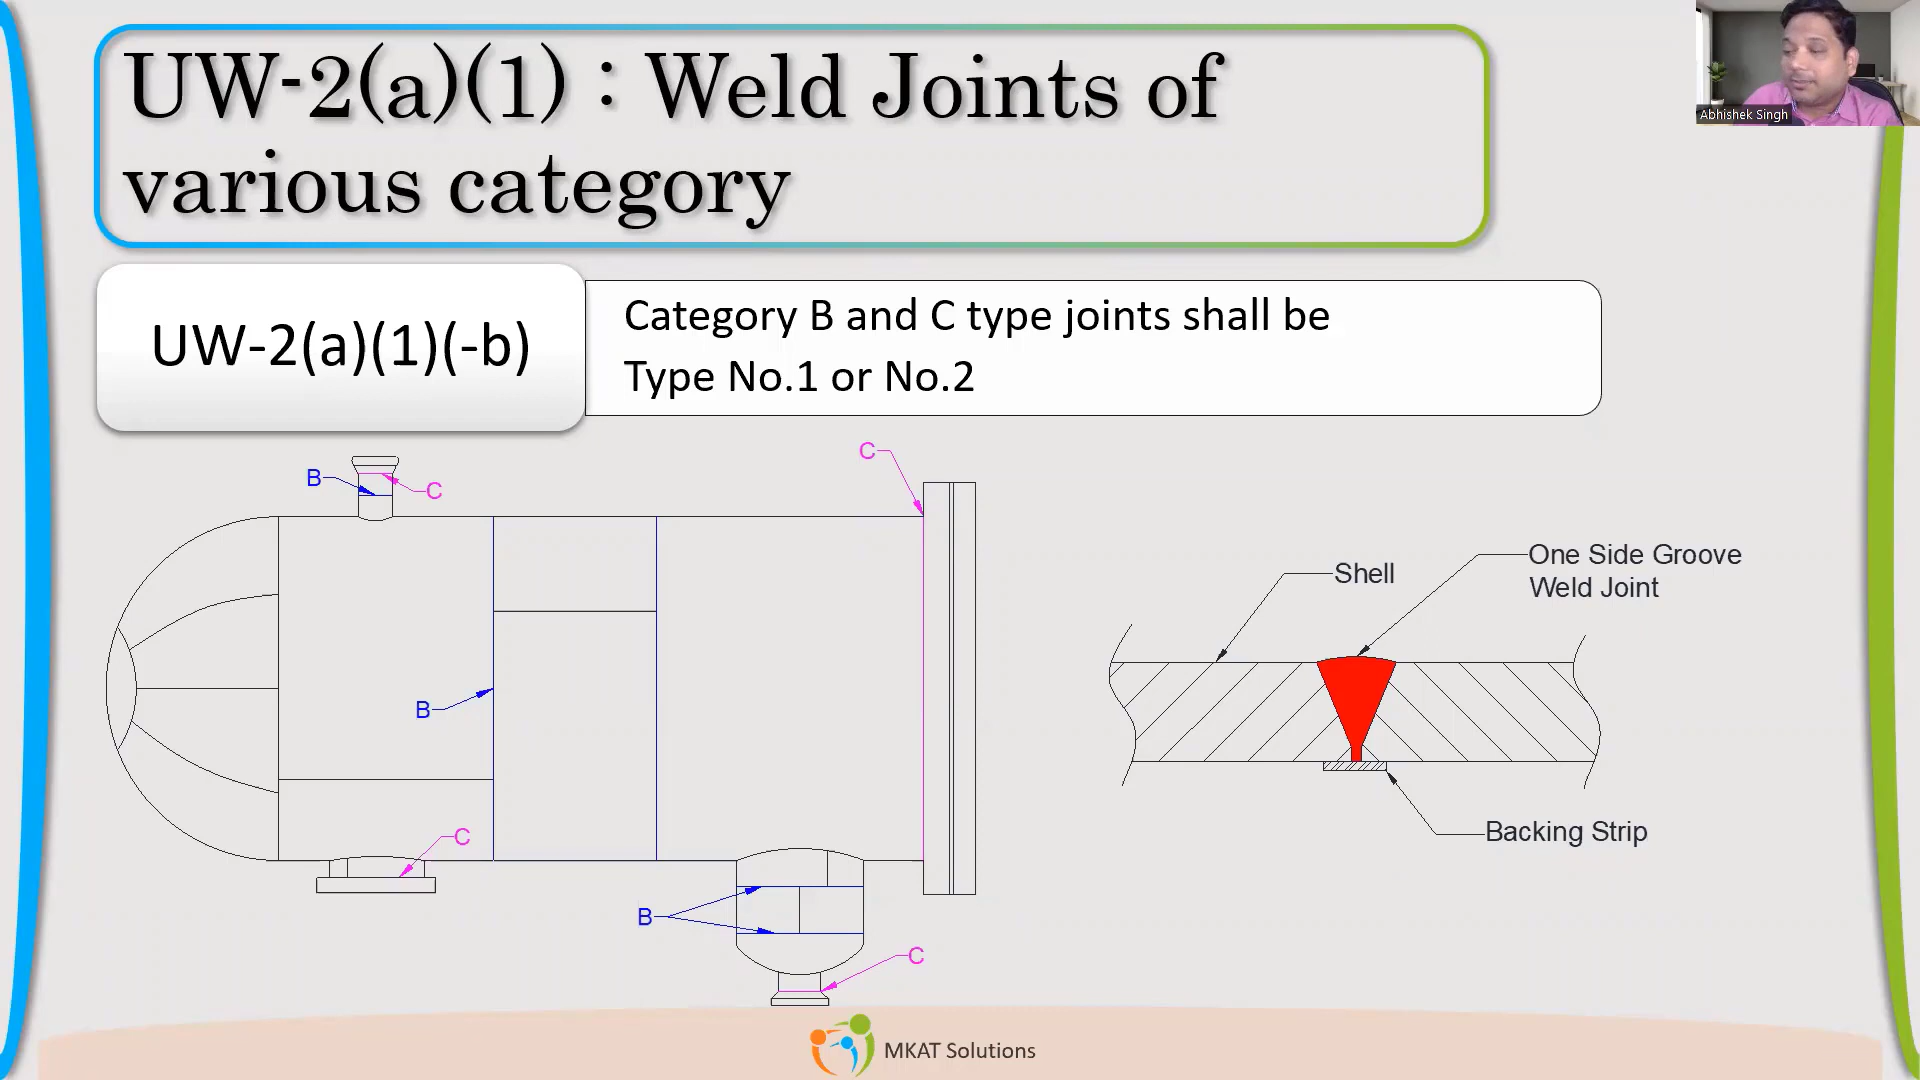 UW-2(a)(1) : Weld Joints of
various category
Abhishek Singh
UW-2(a)(1)(-b)
Category B and C type joints shall be
Type No.1 or No.2
B
C
C
B
C
B
C
Shell
One Side Groove
Weld Joint
Backing Strip
MKAT Solutions